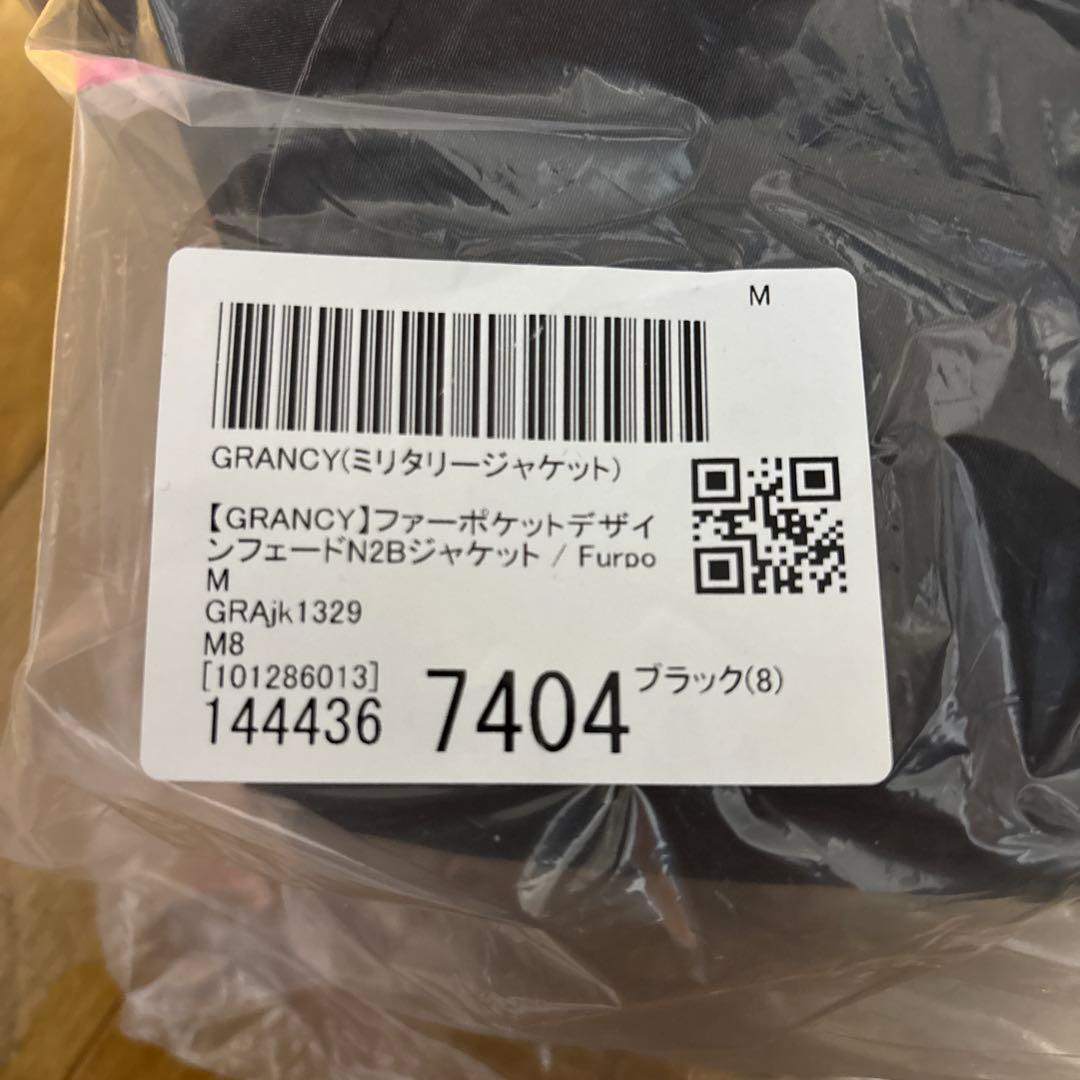 M
GRANCY(ミリタリージャケット)
【GRANCY】ファーポケットデザイ
ンフェードN2Bジャケット / Furpo
M
GRAjk1329
M8
[101286013]
144436 7404 ブラック(8)